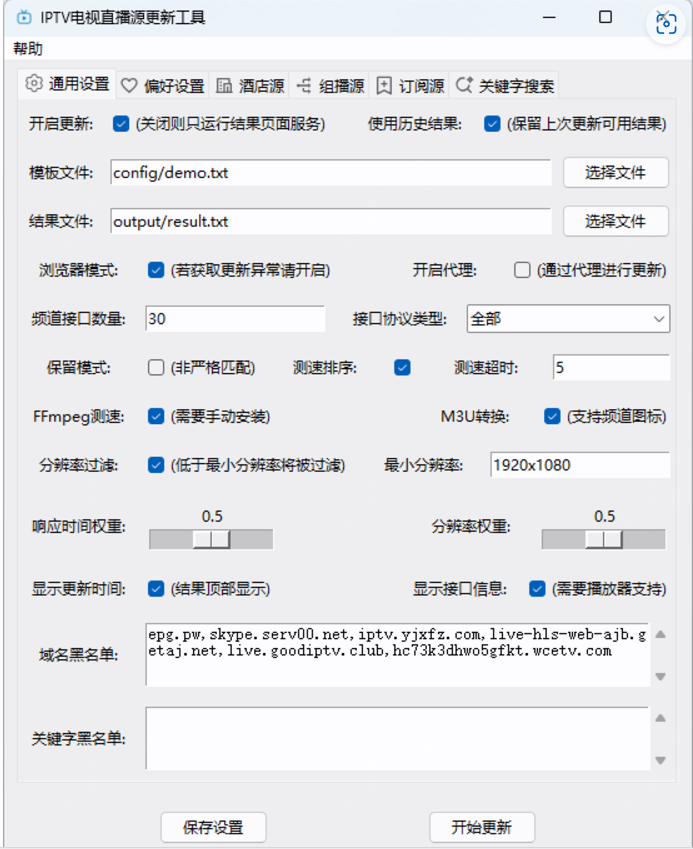 IPTV电视直播源更新工具
帮助
通用设置 偏好设置 酒店源 组播源 订阅源 关键字搜索
开启更新: (关闭则只运行结果页面服务) 使用历史结果: (保留上次更新可用结果)
模板文件: config/demo.txt 选择文件
结果文件: output/result.txt 选择文件
浏览器模式: (若获取更新异常请开启) 开启代理: (通过代理进行更新)
频道接口数量: 30 接口协议类型: 全部
保留模式: (非严格匹配) 测速排序: 测速超时: 5
FFmpeg测速: (需要手动安装) M3U转换: (支持频道图标)
分辨率过滤: (低于最小分辨率将被过滤) 最小分辨率: 1920x1080
响应时间权重: 0.5 分辨率权重: 0.5
显示更新时间: (结果顶部显示) 显示接口信息: (需要播放器支持)
域名黑名单: epg.pw,skype.serv00.net,iptv.yjxfz.com,live-hls-web-ajb.g
etaj.net,live.goodiptv.club,hc73k3dhwo5gfkt.wcetv.com
关键字黑名单:
保存设置 开始更新